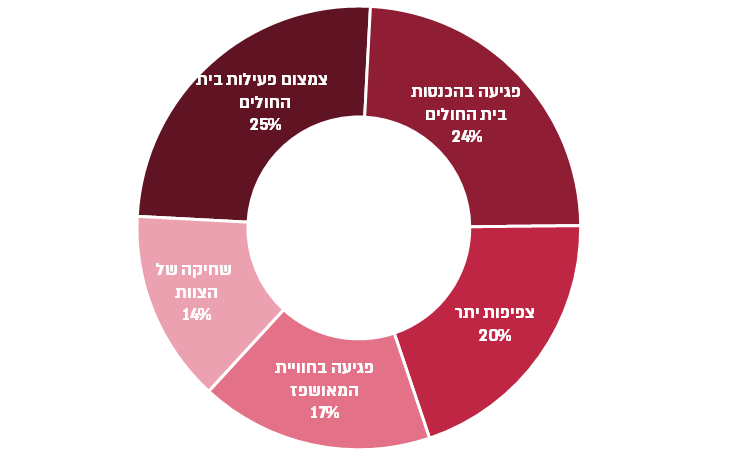 צמצום פעילות בית
החולים
25%
פגיעה בהכנסות
בית החולים
24%
צפיפות יתר
20%
פגיעה בחוויית
המאושפז
17%
שחיקה של
הצוות
14%